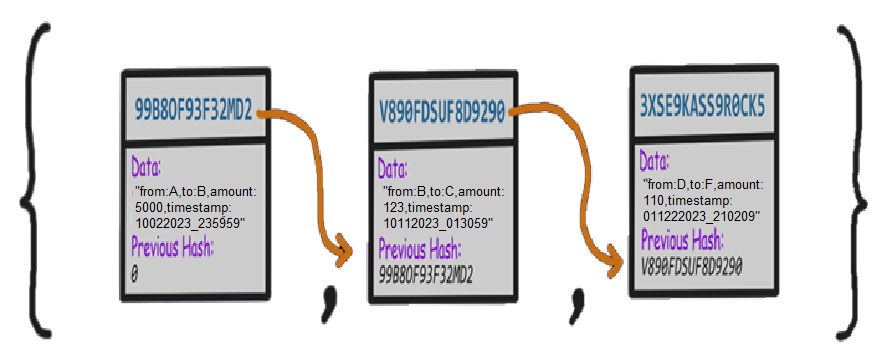 99B80F93F32MD2
Data:
"from:A,to:B,amount:
5000,timestamp:
10022023_235959"
Previous Hash:
0
,
V890FDSUF8D9290
Data:
"from:B,to:C,amount:
123,timestamp:
10112023_013059"
Previous Hash:
99B80F93F32MD2
,
3XSE9KASS9R0CK5
Data:
"from:D,to:F,amount:
110,timestamp:
011222023_210209"
Previous Hash:
V890FDSUF8D9290